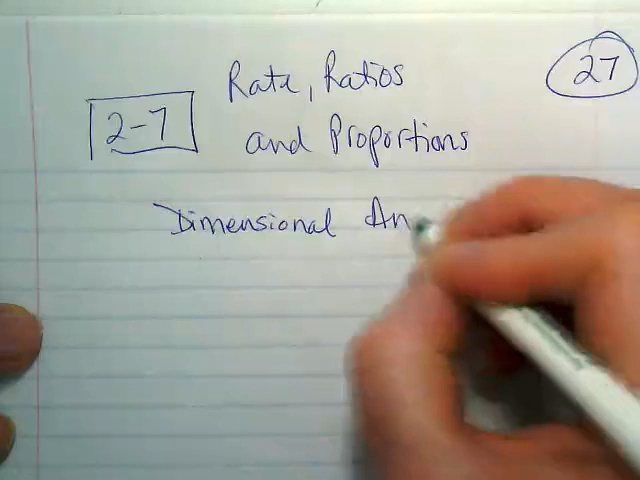 Rate, Ratios
27
2-7
and Proportions
Dimensional An